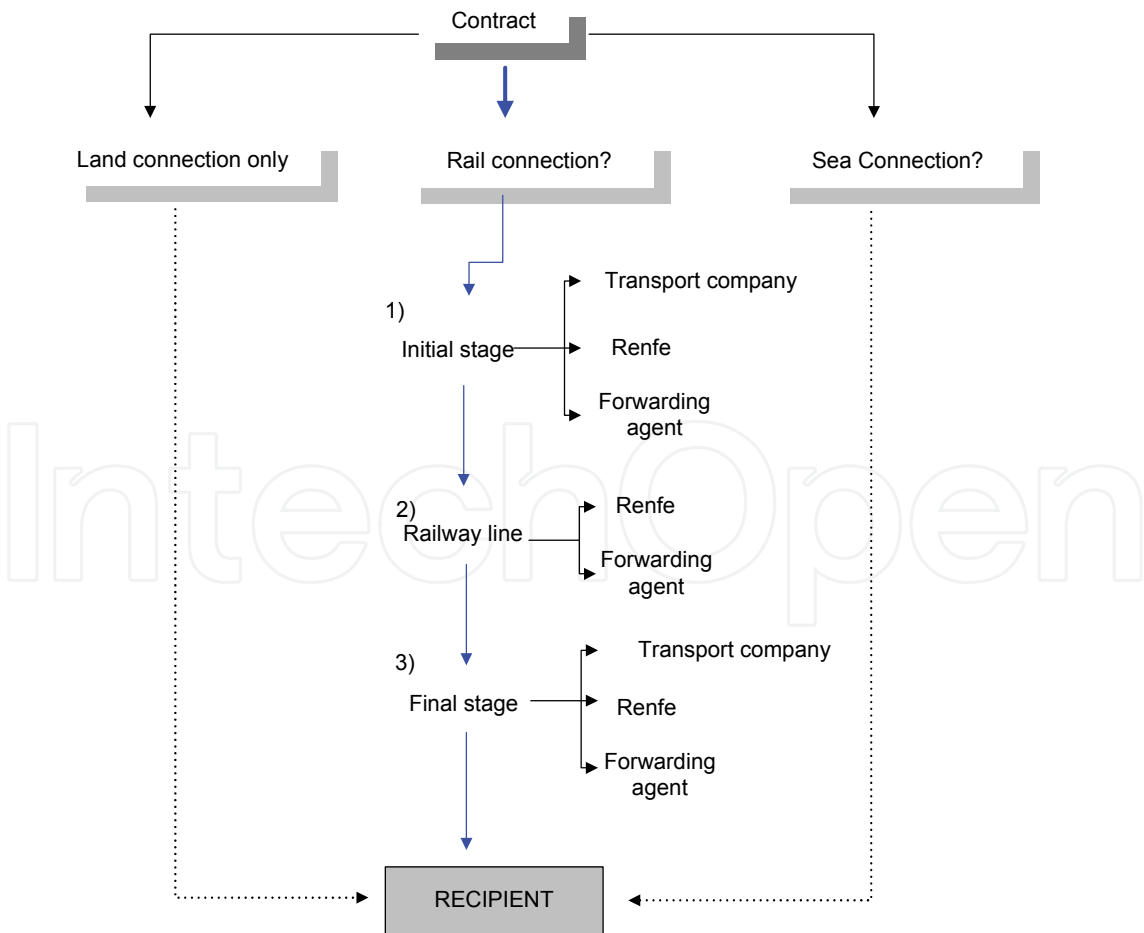 Contract
Land connection only
Rail connection?
Sea Connection?
1)
Initial stage
Transport company
Renfe
Forwarding
agent
2)
Railway line
Renfe
Forwarding
agent
3)
Final stage
Transport company
Renfe
Forwarding
agent
RECIPIENT
IntechOpen